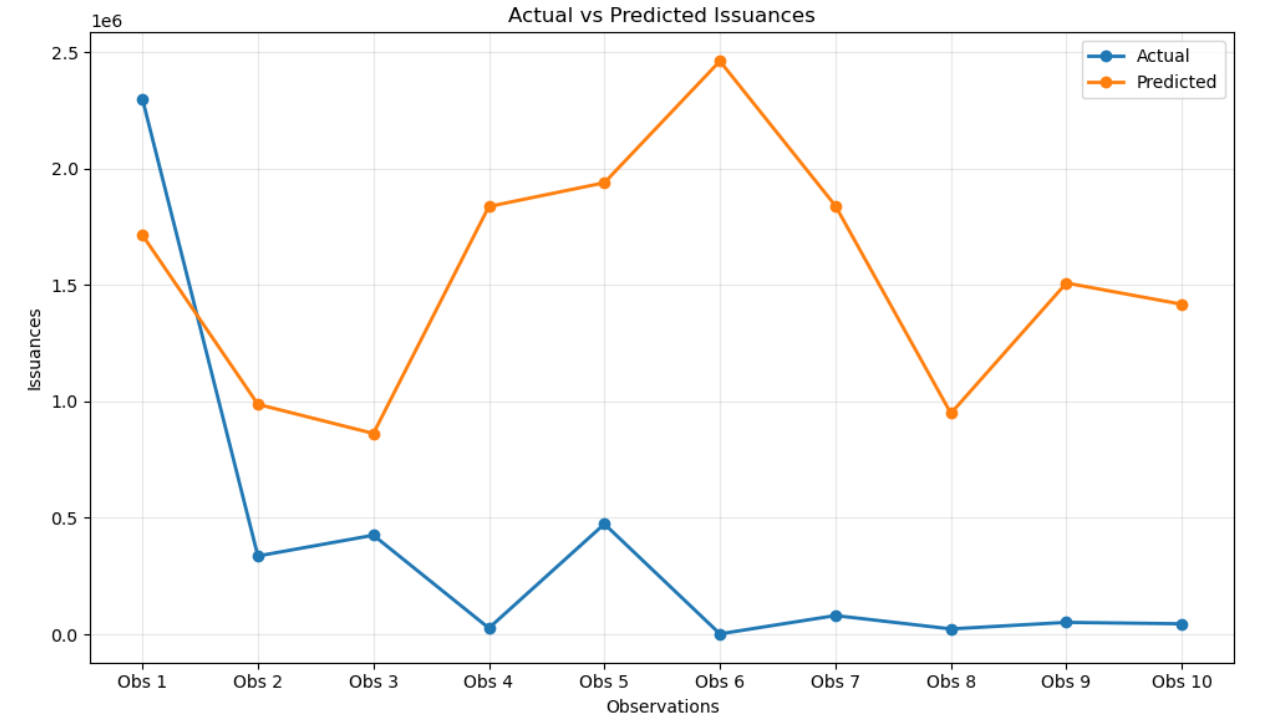 Actual vs Predicted Issuances
1e6
2.5
2.0
1.5
1.0
0.5
0.0
Issuances
Actual
Predicted
Obs 1 Obs 2 Obs 3 Obs 4 Obs 5 Obs 6 Obs 7 Obs 8 Obs 9 Obs 10
Observations